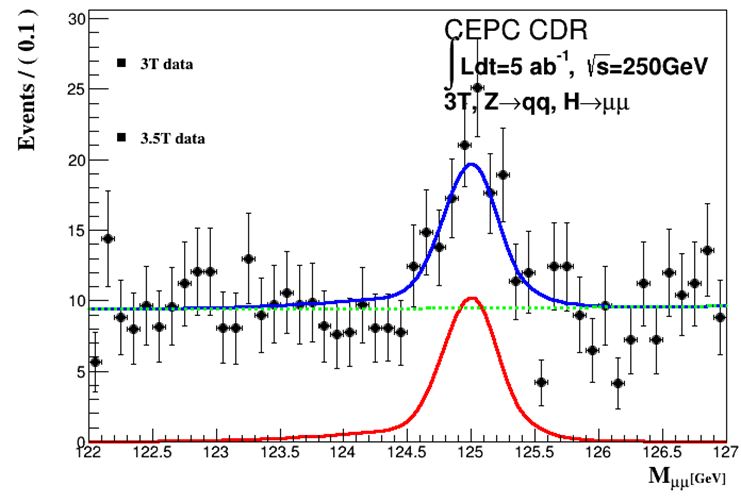 30
25
20
15
10
5
0
Events / ( 0.1 )
3T data
3.5T data
CEPC CDR
∫ Ldt=5 ab⁻¹, √s=250GeV
3T, Z→qq, H→μμ
122 122.5 123 123.5 124 124.5 125 125.5 126 126.5 127
M_μμ[GeV]